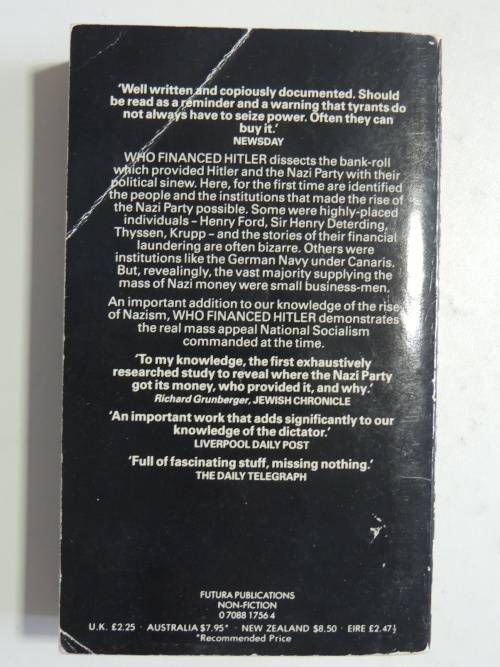 ‘Well written and copiously documented. Should
be read as a reminder and a warning that tyrants do
not always have to seize power. Often they can
buy it.’
NEWSDAY
WHO FINANCED HITLER dissects the bank-roll
which provided Hitler and the Nazi Party with their
political sinew. Here, for the first time are identified
the people and the institutions that made the rise of
the Nazi Party possible. Some were highly-placed
individuals – Henry Ford, Sir Henry Deterding,
Thyssen, Krupp – and the stories of their financial
laundering are often bizarre. Others were
institutions like the German Navy under Canaris.
But, revealingly, the vast majority supplying the
mass of Nazi money were small business-men.
An important addition to our knowledge of the rise
of Nazism, WHO FINANCED HITLER demonstrates
the real mass appeal National Socialism
commanded at the time.
‘To my knowledge, the first exhaustively
researched study to reveal where the Nazi Party
got its money, who provided it, and why.’
Richard Grunberger, JEWISH CHRONICLE
‘An important work that adds significantly to our
knowledge of the dictator.’
LIVERPOOL DAILY POST
‘Full of fascinating stuff, missing nothing.’
THE DAILY TELEGRAPH
FUTURA PUBLICATIONS
NON-FICTION
0 7088 1756 4
U.K. £2.25 · AUSTRALIA $7.95* · NEW ZEALAND $8.50 · EIRE £2.47½
*Recommended Price